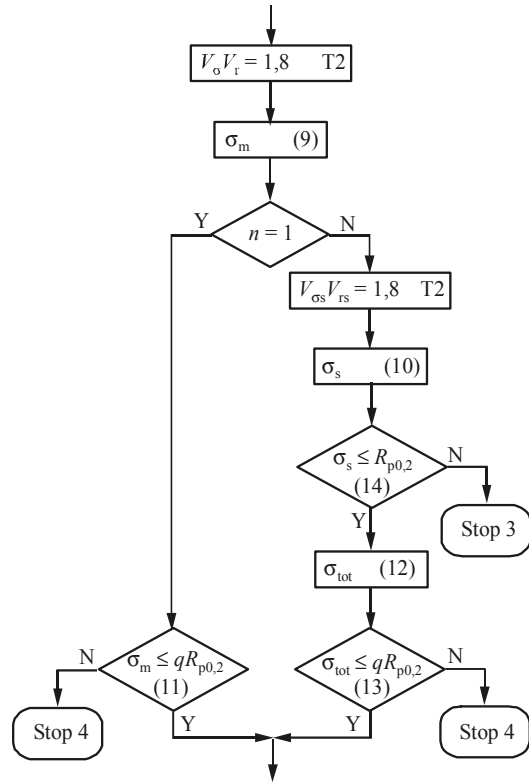 VσVr = 1,8 T2
σm (9)
Y
n = 1
N
VσsVrs = 1,8 T2
σs (10)
σs ≤ Rp0,2
(14)
N
Y
Stop 3
σtot (12)
N
σm ≤ qRp0,2
(11)
σtot ≤ qRp0,2
(13)
N
Stop 4
Y
Y
Stop 4